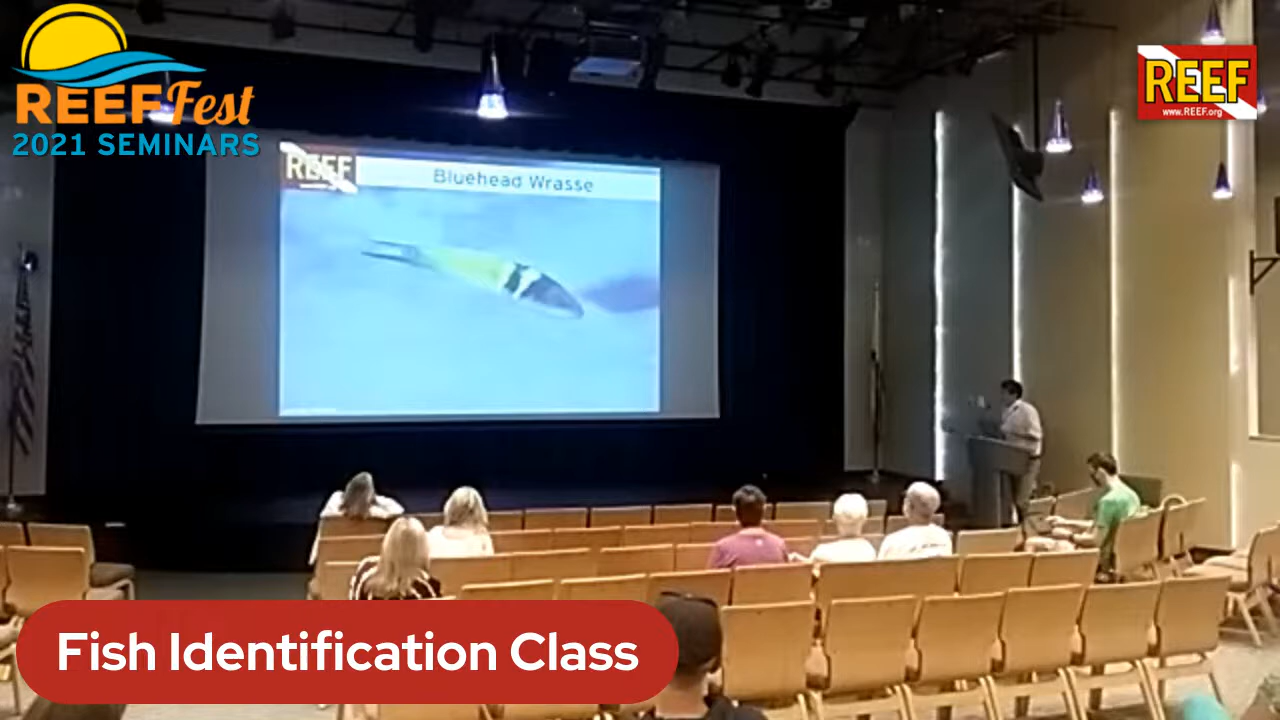 REEF Fest
2021 SEMINARS
REEF
www.REEF.org
REEF
Bluehead Wrasse
Fish Identification Class